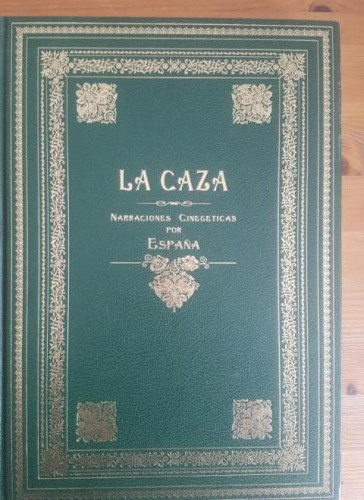 LA CAZA
NARRACIONES CINEGETICAS
POR
ESPAÑA